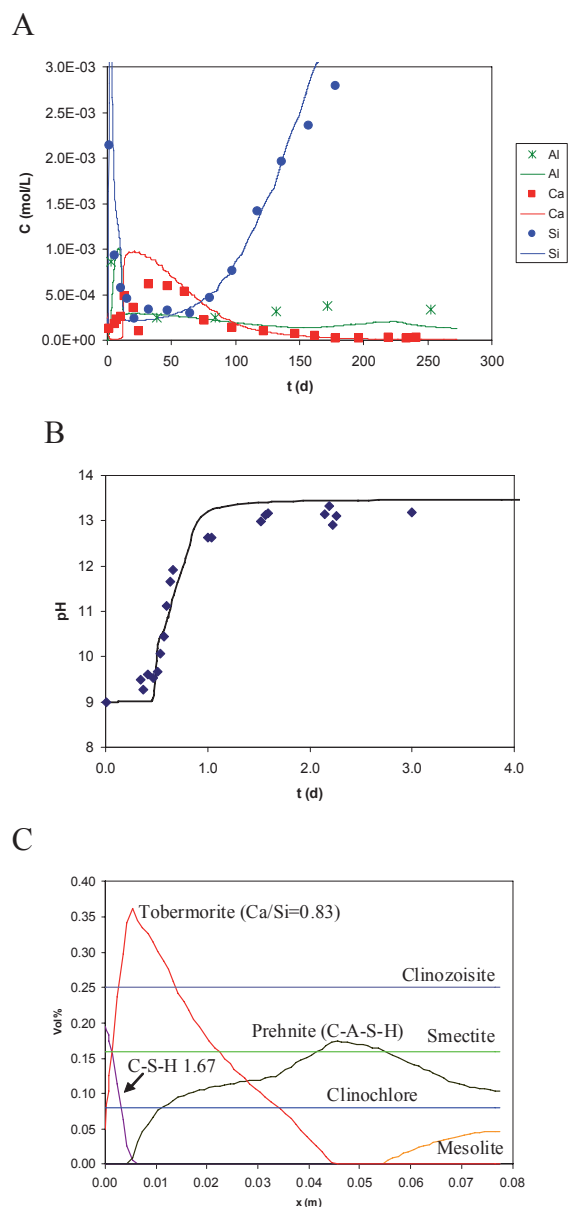 A
3.0E-03
2.5E-03
2.0E-03
1.5E-03
1.0E-03
5.0E-04
0.0E+00
C (mol/L)
0 50 100 150 200 250 300
t (d)
Al
Al
Ca
Ca
Si
Si
B
14
13
12
11
10
9
8
pH
0.0 1.0 2.0 3.0 4.0
t (d)
C
0.40
0.35
0.30
0.25
0.20
0.15
0.10
0.05
0.00
Vol%
Tobermorite (Ca/Si=0.83)
Clinozoisite
Prehnite (C-A-S-H)
Smectite
C-S-H 1.67
Clinochlore
Mesolite
0.00 0.01 0.02 0.03 0.04 0.05 0.06 0.07 0.08
x (m)